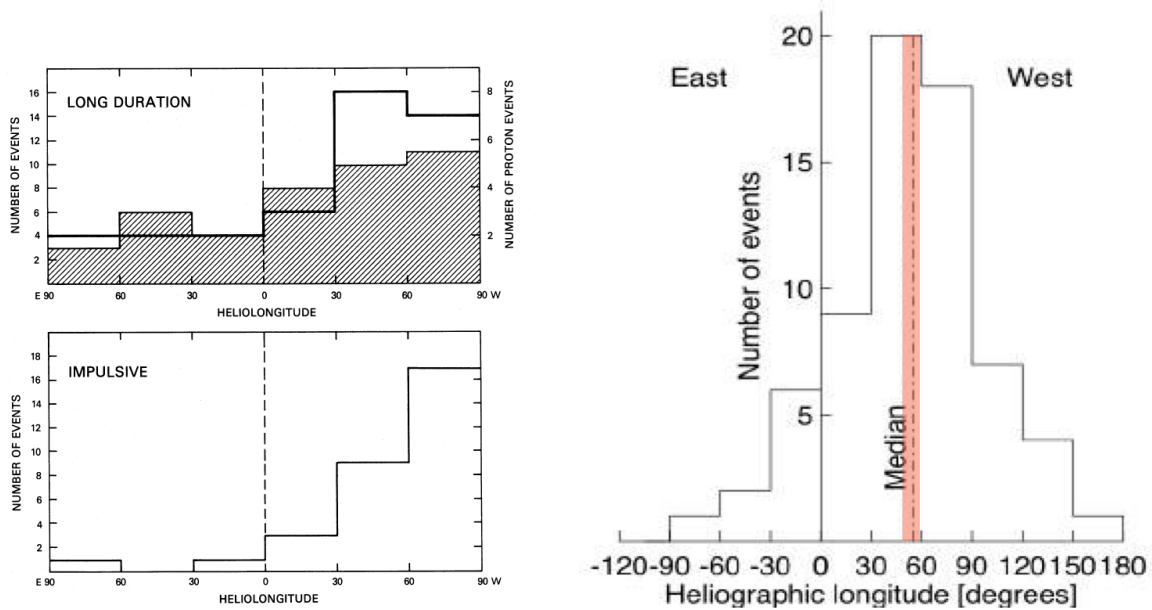 LONG DURATION
NUMBER OF EVENTS
16
14
12
10
8
6
4
2
8
6
4
2
NUMBER OF PROTON EVENTS
E 90 60 30 0 30 60 90 W
HELIOLONGITUDE
IMPULSIVE
NUMBER OF EVENTS
18
16
14
12
10
8
6
4
2
E 90 60 30 0 30 60 90 W
HELIOLONGITUDE
East
West
Number of events
20
15
10
5
Median
-120 -90 -60 -30 0 30 60 90 120 150 180
Heliographic longitude [degrees]